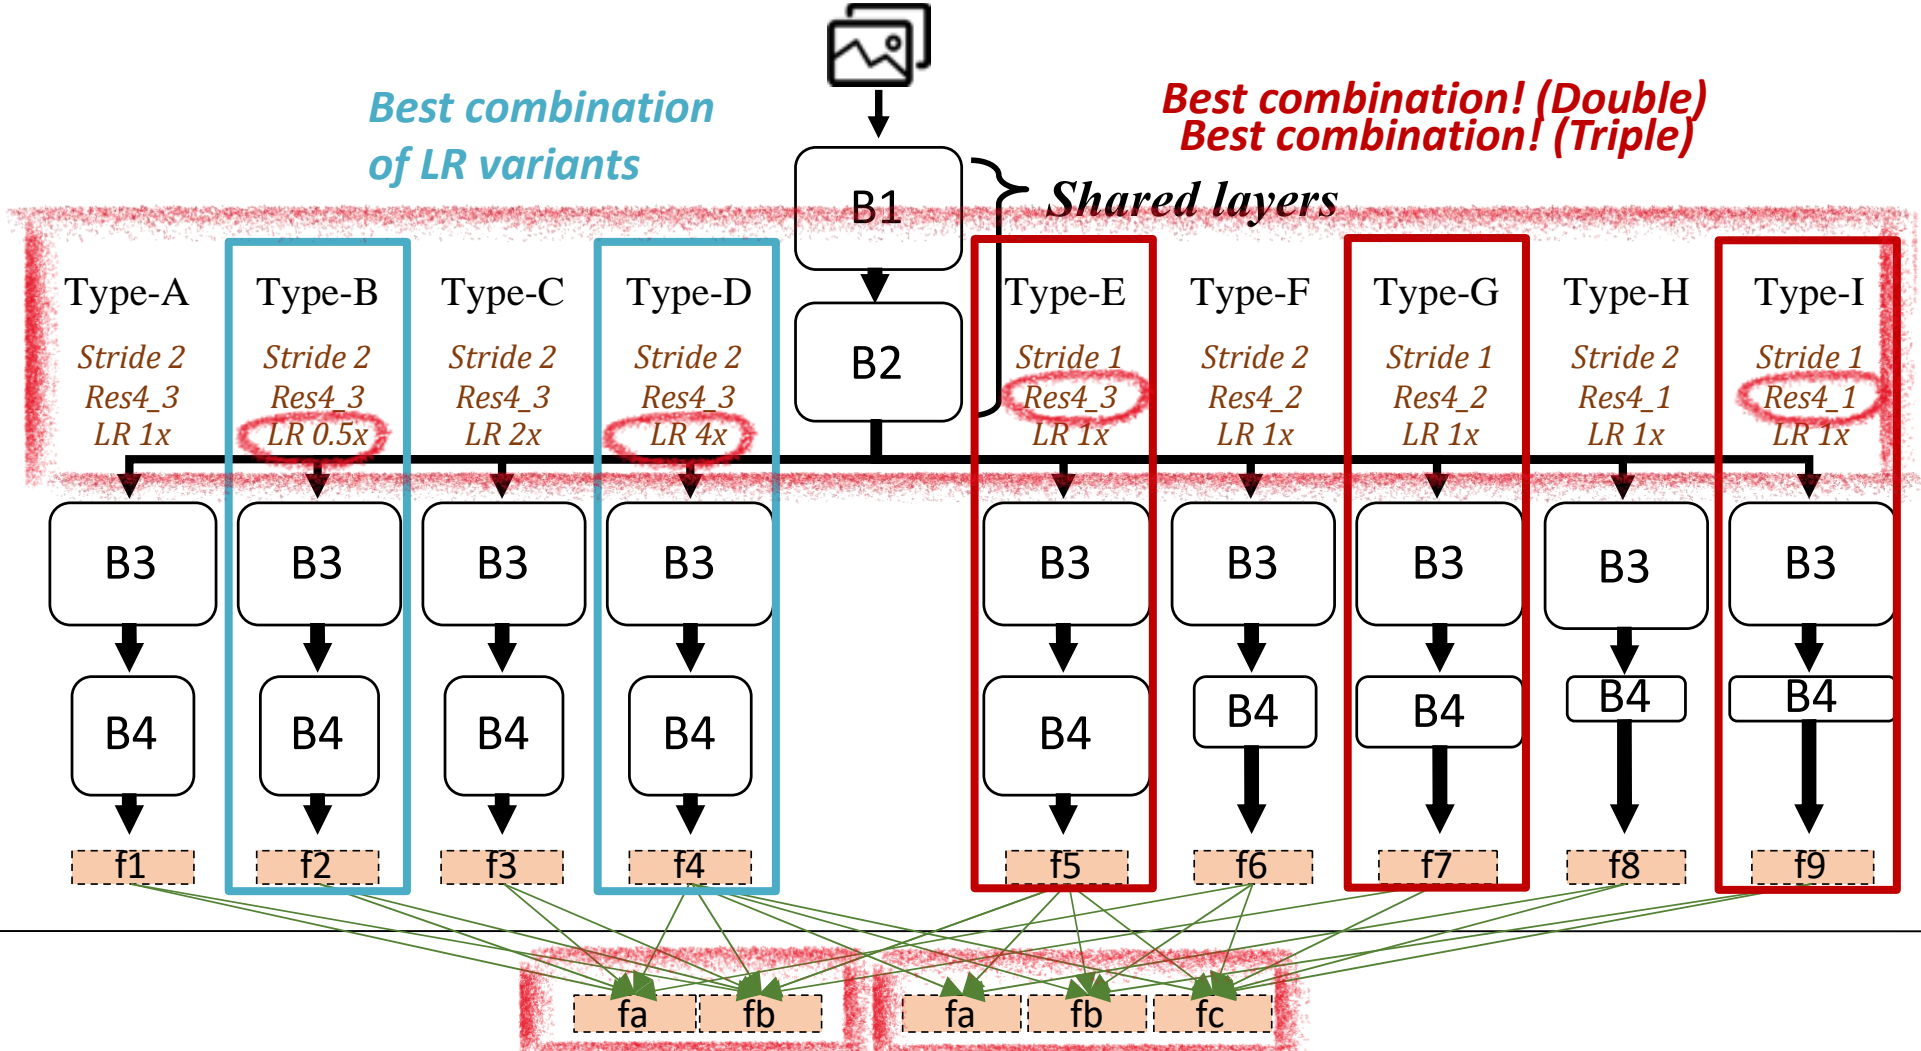 Best combination
of LR variants
Best combination! (Double)
Best combination! (Triple)
B1
Shared layers
B2
Type-A
Stride 2
Res4_3
LR 1x
Type-B
Stride 2
Res4_3
LR 0.5x
Type-C
Stride 2
Res4_3
LR 2x
Type-D
Stride 2
Res4_3
LR 4x
Type-E
Stride 1
Res4_3
LR 1x
Type-F
Stride 2
Res4_2
LR 1x
Type-G
Stride 1
Res4_2
LR 1x
Type-H
Stride 2
Res4_1
LR 1x
Type-I
Stride 1
Res4_1
LR 1x
B3 B3 B3 B3 B3 B3 B3 B3 B3
B4 B4 B4 B4 B4 B4 B4 B4 B4
f1 f2 f3 f4 f5 f6 f7 f8 f9
fa fb fa fb fc